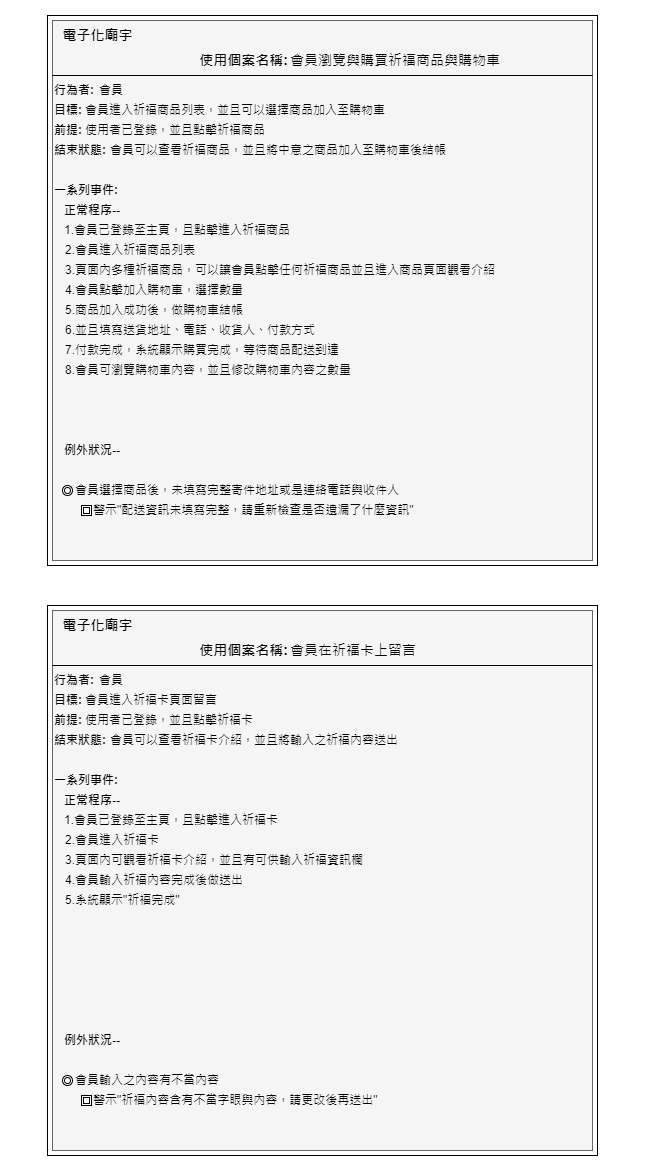 電子化廟宇
使用個案名稱: 會員瀏覽與購買祈福商品與購物車
行為者: 會員
目標: 會員進入祈福商品列表，並且可以選擇商品加入至購物車
前提: 使用者已登錄，並且點擊祈福商品
結束狀態: 會員可以查看祈福商品，並且將中意之商品加入至購物車後結帳
一系列事件:
正常程序--
1.會員已登錄至主頁，且點擊進入祈福商品
2.會員進入祈福商品列表
3.頁面內多種祈福商品，可以讓會員點擊任何祈福商品並且進入商品頁面觀看介紹
4.會員點擊加入購物車，選擇數量
5.商品加入成功後，做購物車結帳
6.並且填寫送貨地址、電話、收貨人、付款方式
7.付款完成，系統顯示購買完成，等待商品配送到達
8.會員可瀏覽購物車內容，並且修改購物車內容之數量
例外狀況--
◎會員選擇商品後，未填寫完整寄件地址或是連絡電話與收件人
回警示"配送資訊未填寫完整，請重新檢查是否遺漏了什麼資訊"
電子化廟宇
使用個案名稱: 會員在祈福卡上留言
行為者: 會員
目標: 會員進入祈福卡頁面留言
前提: 使用者已登錄，並且點擊祈福卡
結束狀態: 會員可以查看祈福卡介紹，並且將輸入之祈福內容送出
一系列事件:
正常程序--
1.會員已登錄至主頁，且點擊進入祈福卡
2.會員進入祈福卡
3.頁面內可觀看祈福卡介紹，並且有可供輸入祈福資訊欄
4.會員輸入祈福內容完成後做送出
5.系統顯示"祈福完成"
例外狀況--
◎會員輸入之內容有不當內容
回警示"祈福內容含有不當字眼與內容，請更改後再送出"